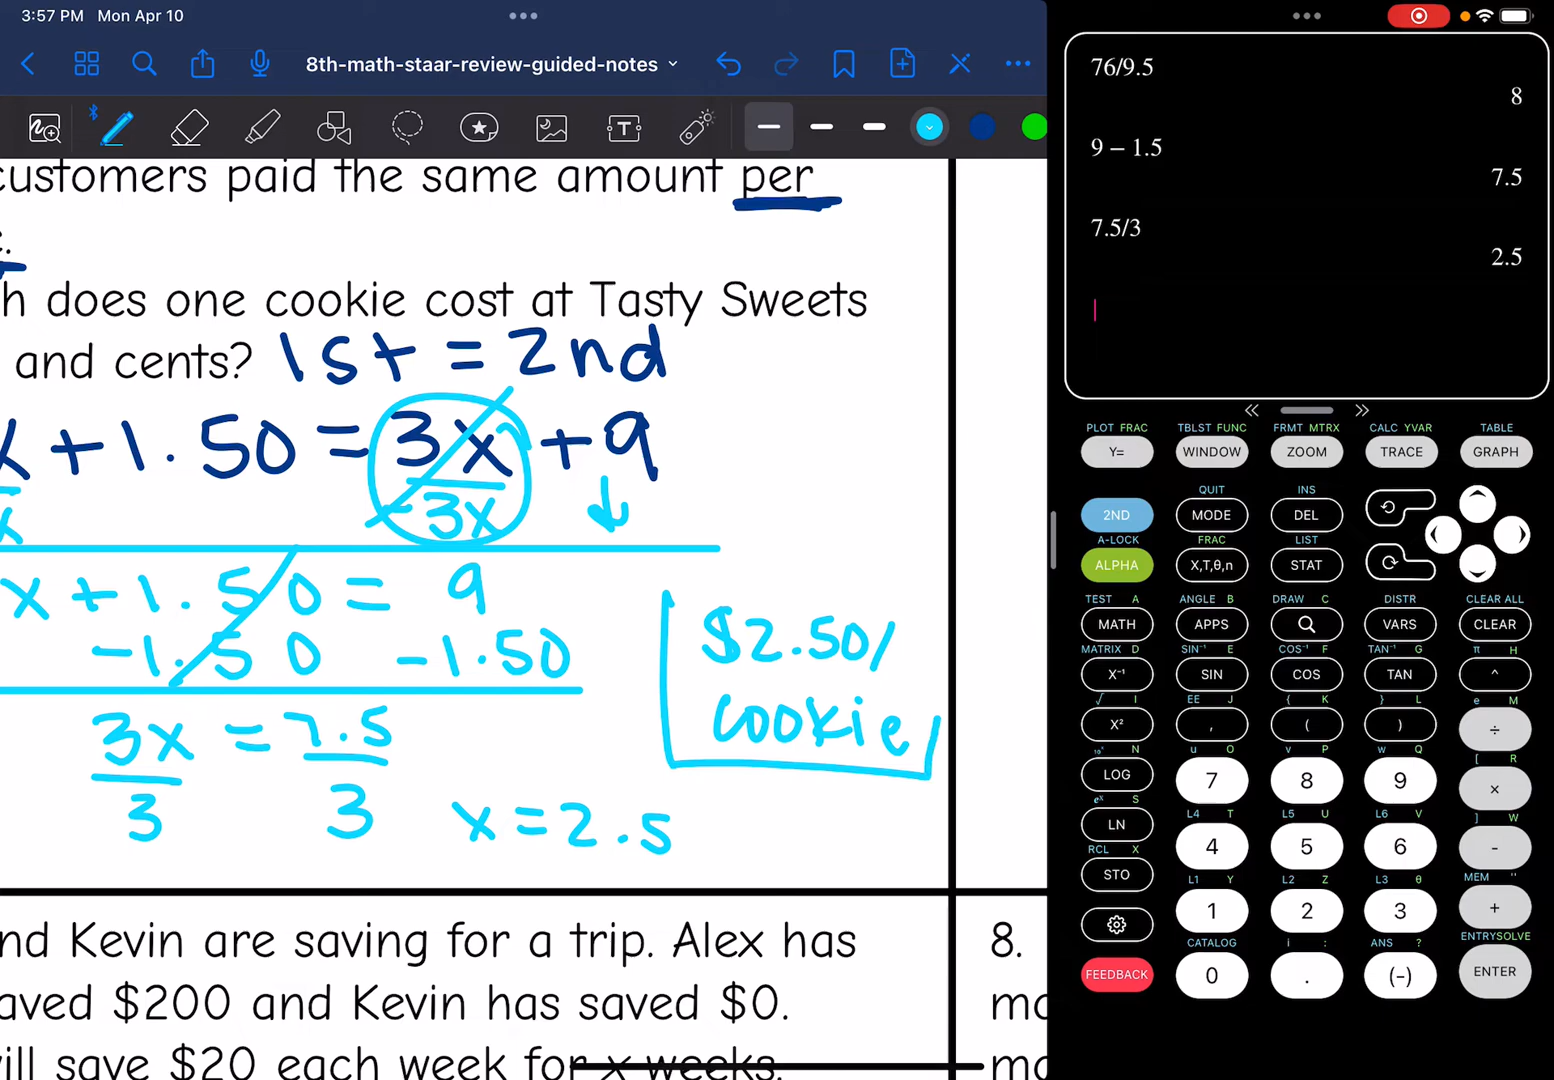 3:57 PM Mon Apr 10
8th-math-staar-review-guided-notes
customers paid the same amount per
h does one cookie cost at Tasty Sweets
and cents? 1st = 2nd
x + 1.50 = 3x + 9
x - 3x
x + 1.50 = 9
- 1.50 - 1.50
3x = 7.5
3 3 x = 2.5
$2.50/
cookie
nd Kevin are saving for a trip. Alex has
aved $200 and Kevin has saved $0.
ill save $20 each week for x weeks.
8.
ma
ma
76/9.5
8
9 – 1.5
7.5
7.5/3
2.5
PLOT FRAC TBLST FUNC FRMT MTRX CALC YVAR TABLE
Y= WINDOW ZOOM TRACE GRAPH
QUIT INS
2ND MODE DEL
A-LOCK FRAC LIST
ALPHA X,T,θ,n STAT
TEST A ANGLE B DRAW C DISTR CLEAR ALL
MATH APPS VARS CLEAR
MATRIX D SIN⁻¹ E COS⁻¹ F TAN⁻¹ G π H
X⁻¹ SIN COS TAN ^
√ I EE J { K } L e M
X² , ( ) ÷
10ˣ N u O v P w Q [ R
LOG 7 8 9 ×
eˣ S L4 T L5 U L6 V ] W
LN 4 5 6 -
RCL X L1 Y L2 Z L3 θ MEM "
STO 1 2 3 +
CATALOG i : ANS ? ENTRY SOLVE
FEEDBACK 0 . (-) ENTER